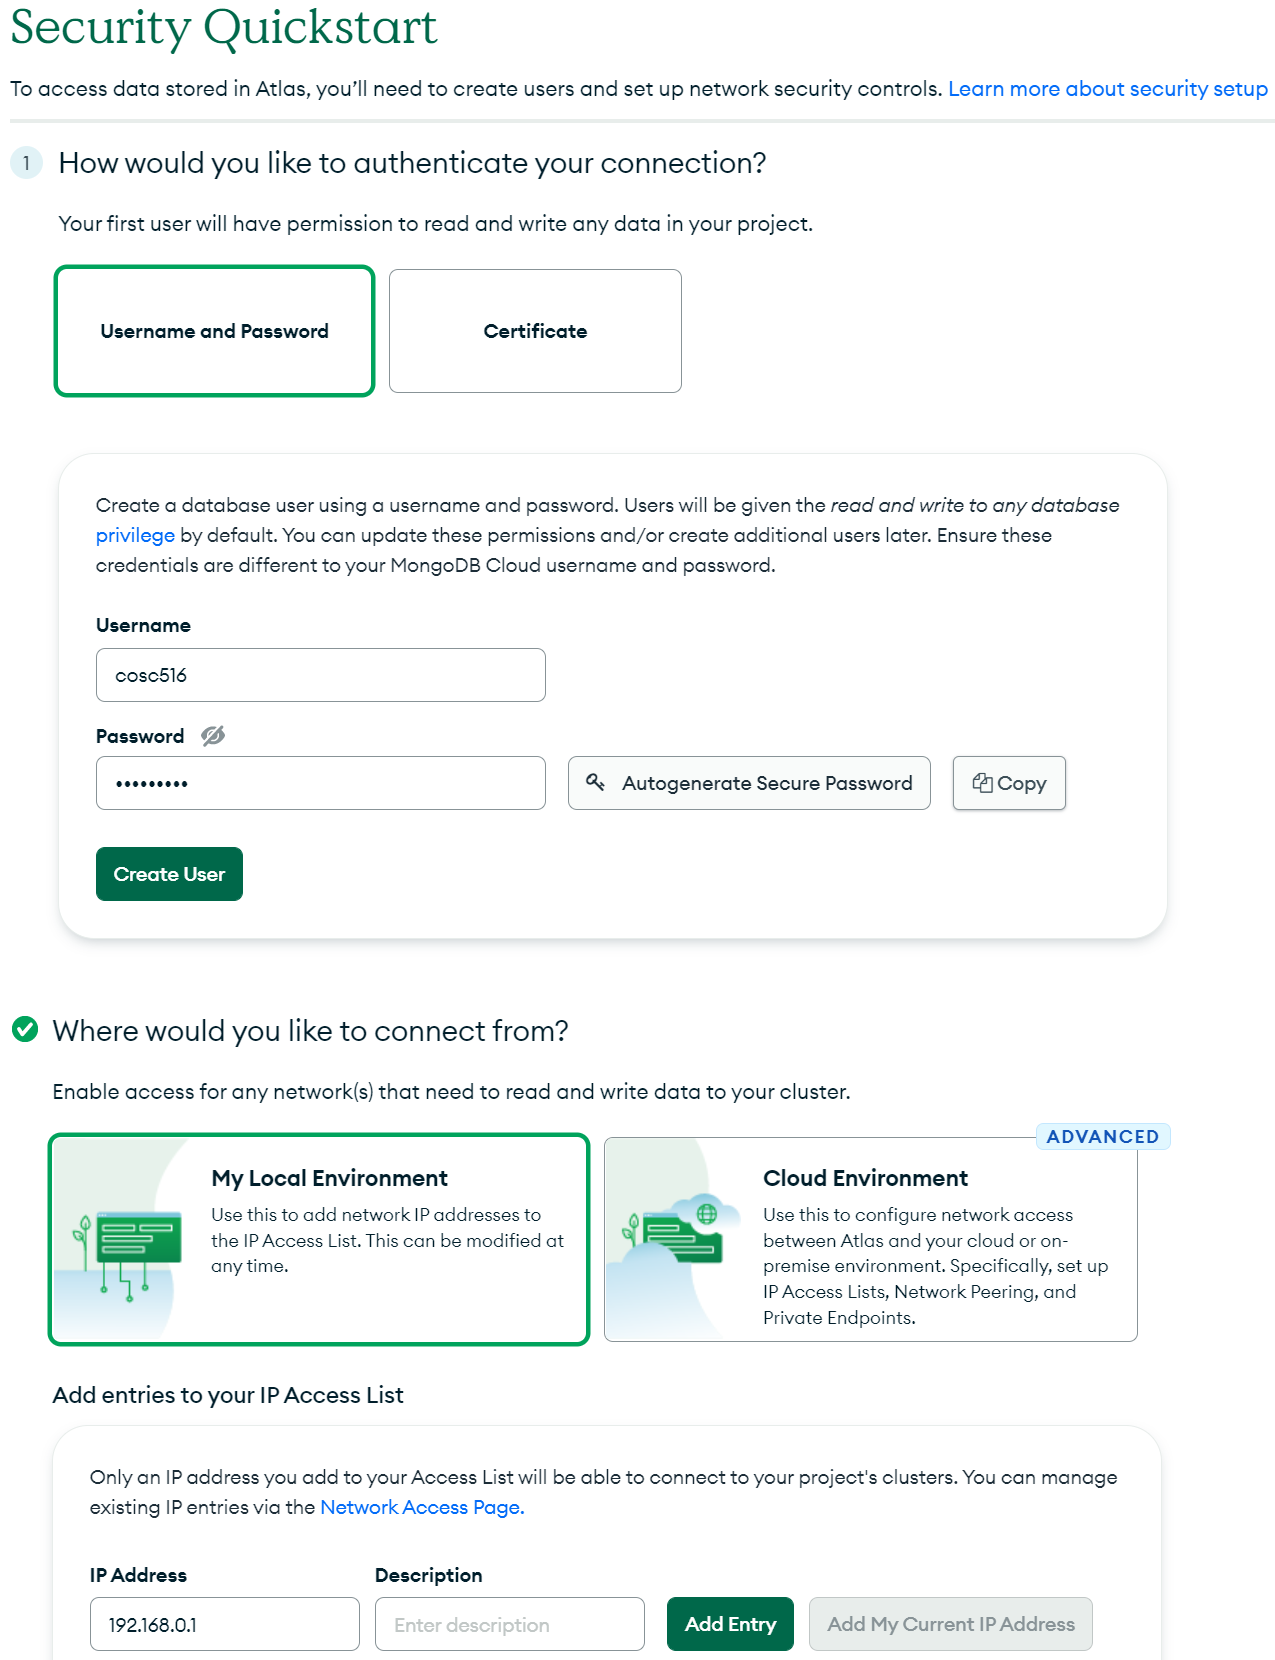 Security Quickstart
To access data stored in Atlas, you'll need to create users and set up network security controls. Learn more about security setup
1 How would you like to authenticate your connection?
Your first user will have permission to read and write any data in your project.
Username and Password
Certificate
Create a database user using a username and password. Users will be given the read and write to any database
privilege by default. You can update these permissions and/or create additional users later. Ensure these
credentials are different to your MongoDB Cloud username and password.
Username
cosc516
Password
•••••••••
Autogenerate Secure Password
Copy
Create User
Where would you like to connect from?
Enable access for any network(s) that need to read and write data to your cluster.
My Local Environment
Use this to add network IP addresses to
the IP Access List. This can be modified at
any time.
ADVANCED
Cloud Environment
Use this to configure network access
between Atlas and your cloud or on-
premise environment. Specifically, set up
IP Access Lists, Network Peering, and
Private Endpoints.
Add entries to your IP Access List
Only an IP address you add to your Access List will be able to connect to your project's clusters. You can manage
existing IP entries via the Network Access Page.
IP Address
Description
192.168.0.1
Enter description
Add Entry
Add My Current IP Address